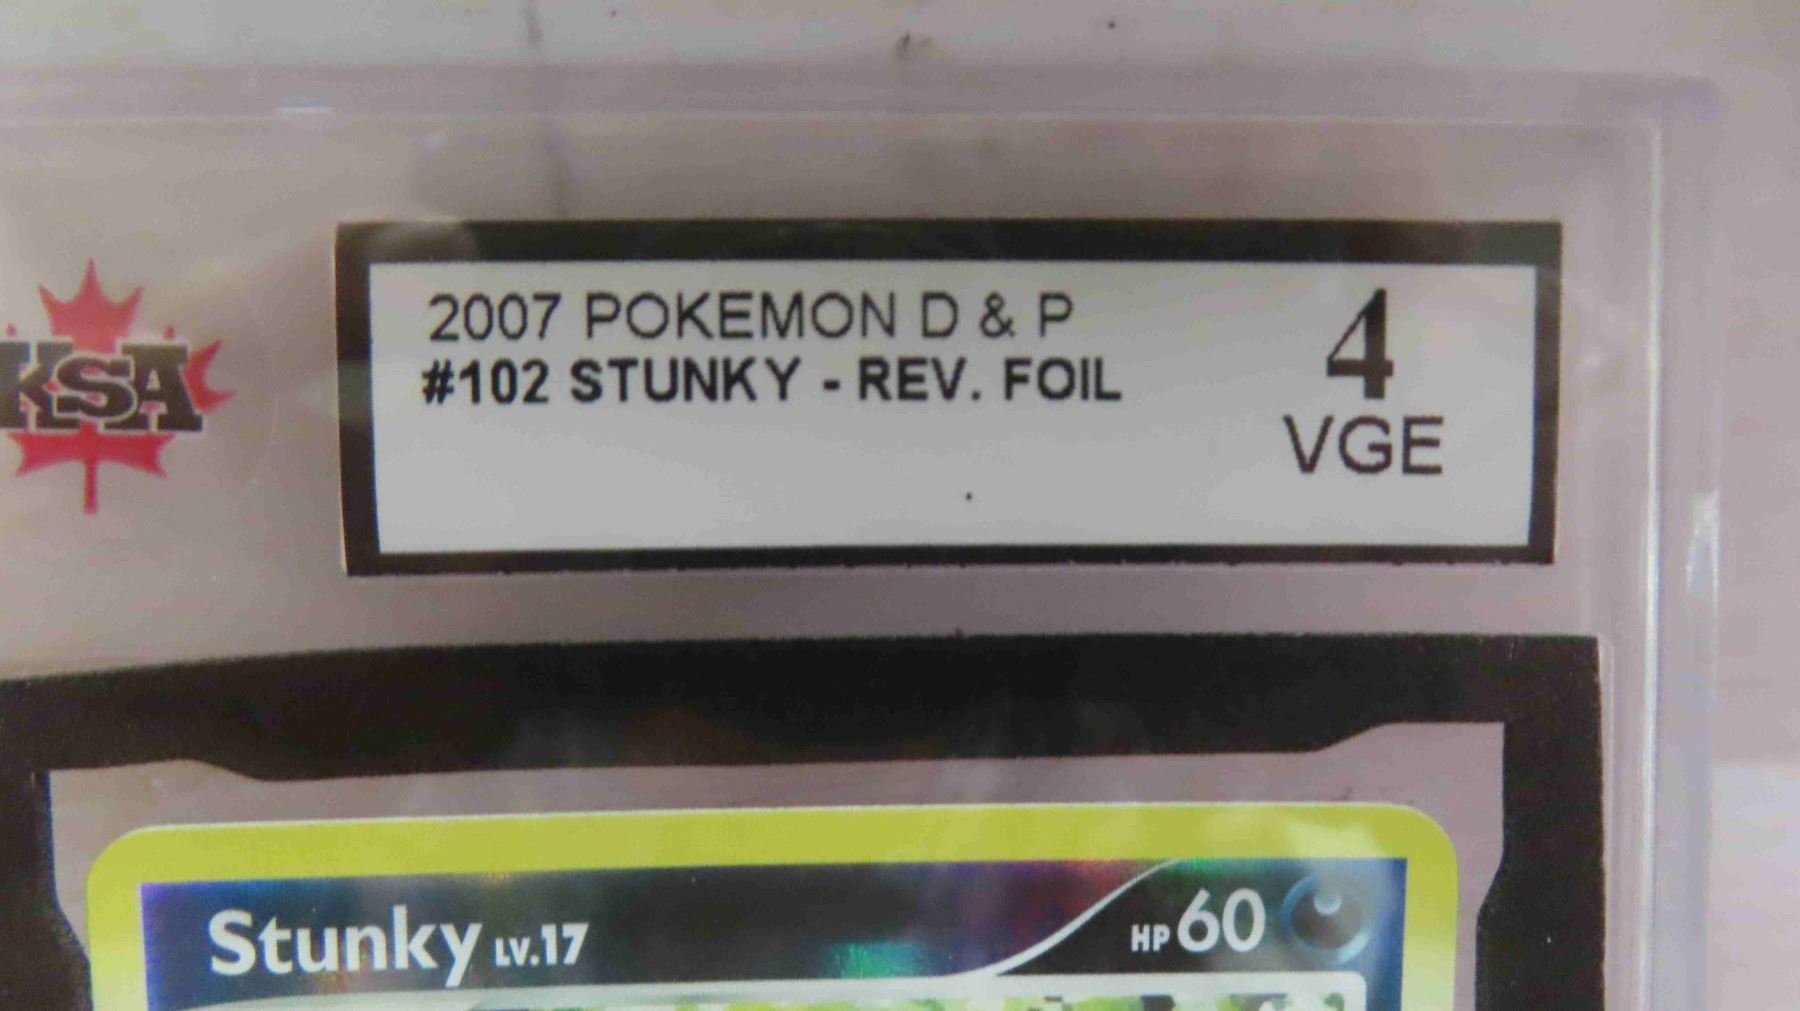 2007 POKEMON D & P
#102 STUNKY - REV. FOIL
4
VGE
KSA
Stunky LV.17
HP 60